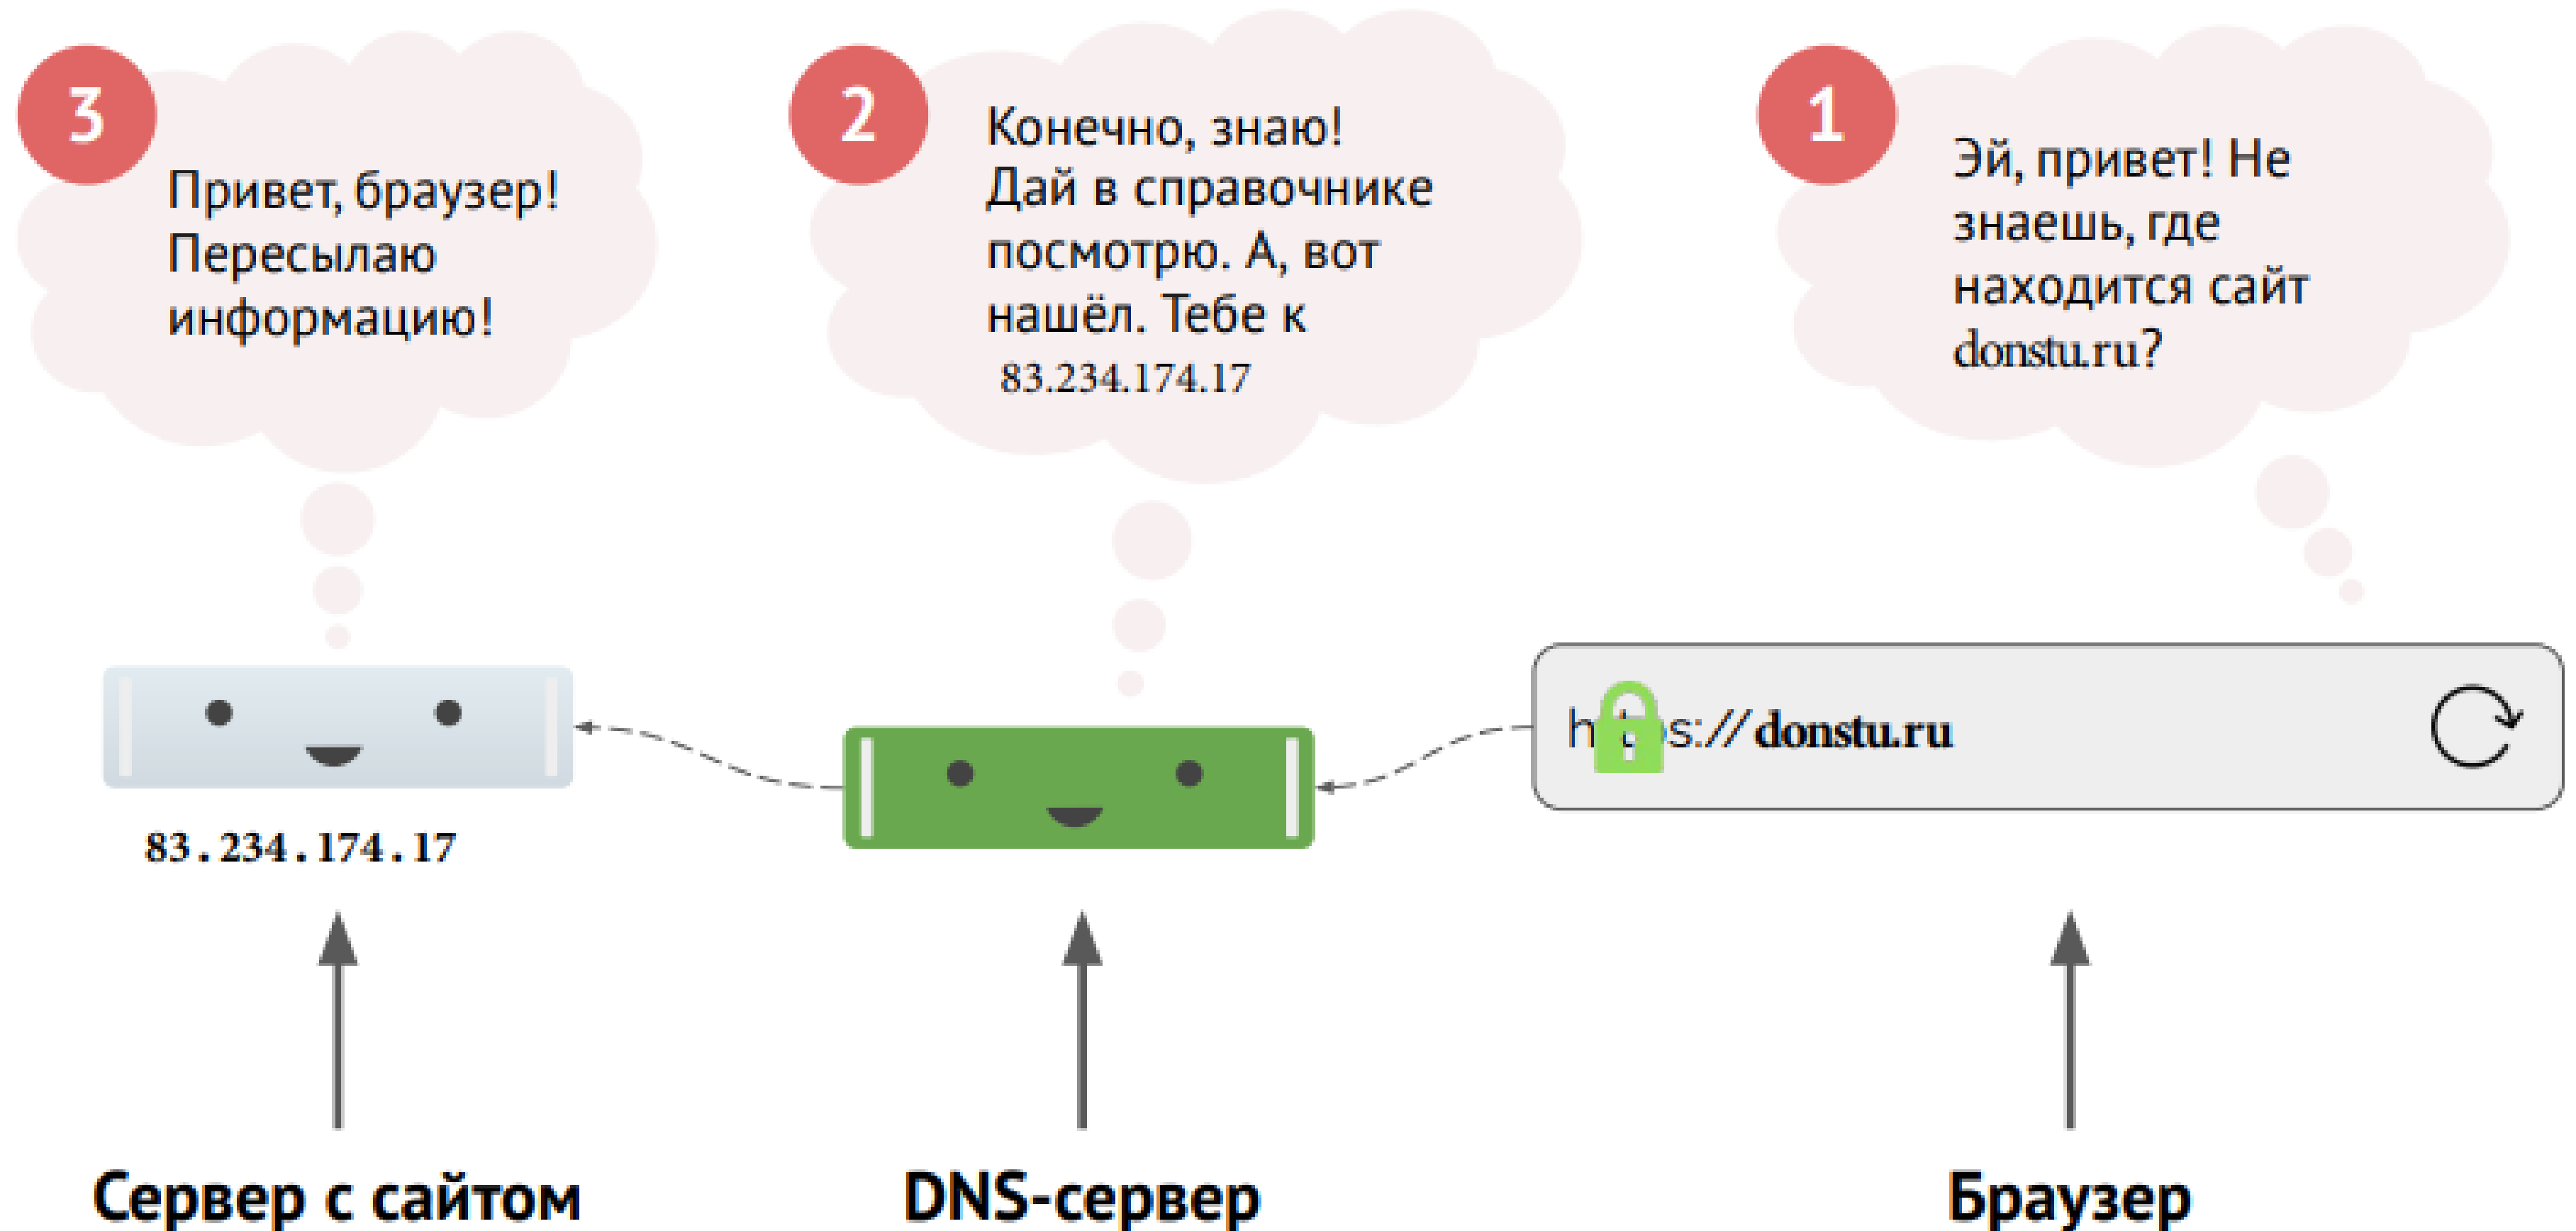 3
Привет, браузер!
Пересылаю
информацию!
2
Конечно, знаю!
Дай в справочнике
посмотрю. А, вот
нашёл. Тебе к
83.234.174.17
1
Эй, привет! Не
знаешь, где
находится сайт
donstu.ru?
https://donstu.ru
83.234.174.17
Сервер с сайтом
DNS-сервер
Браузер